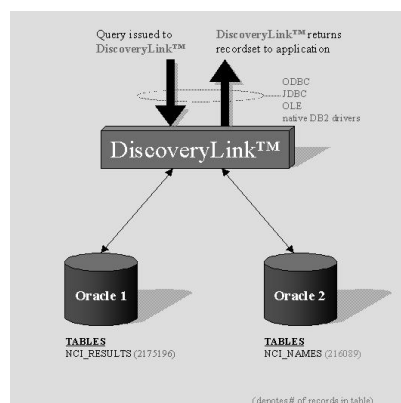 Query issued to
DiscoveryLink™
DiscoveryLink™ returns
recordset to application
ODBC
JDBC
OLE
native DB2 drivers
DiscoveryLink™
Oracle 1
Oracle 2
TABLES
NCI_RESULTS (2175196)
TABLES
NCI_NAMES (216089)
(denotes # of records in table)